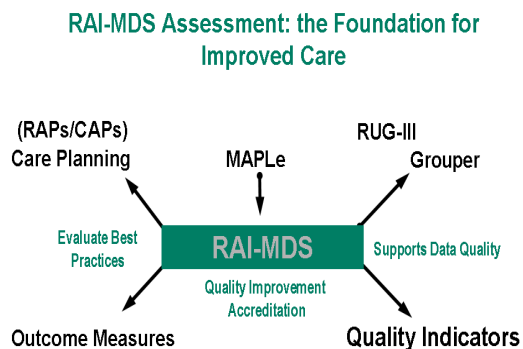 RAI-MDS Assessment: the Foundation for
Improved Care
(RAPs/CAPs)
Care Planning
MAPLe
RUG-III
Grouper
Evaluate Best
Practices
RAI-MDS
Supports Data Quality
Quality Improvement
Accreditation
Outcome Measures
Quality Indicators